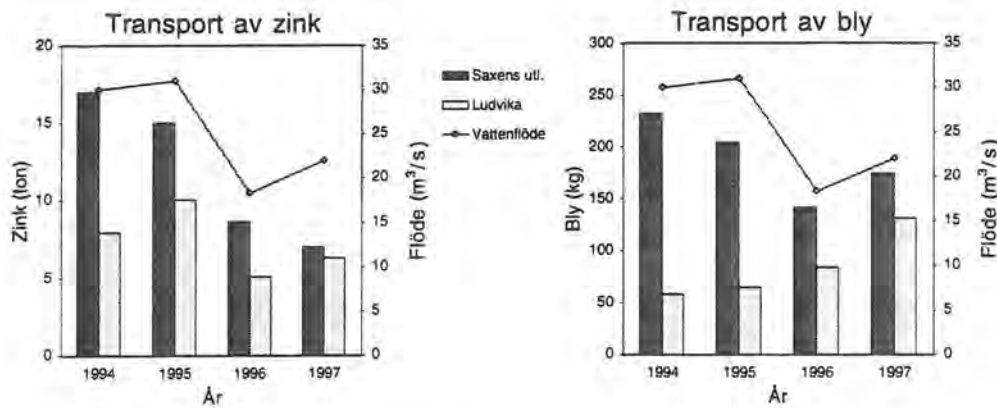 Transport av zink
20
15
10
5
0
Zink (ton)
35
30
25
20
15
10
5
0
Flöde (m³/s)
1994 1995 1996 1997
År
Saxens utl.
Ludvika
Vattenflöde
Transport av bly
300
250
200
150
100
50
0
Bly (kg)
35
30
25
20
15
10
5
0
Flöde (m³/s)
1994 1995 1996 1997
År